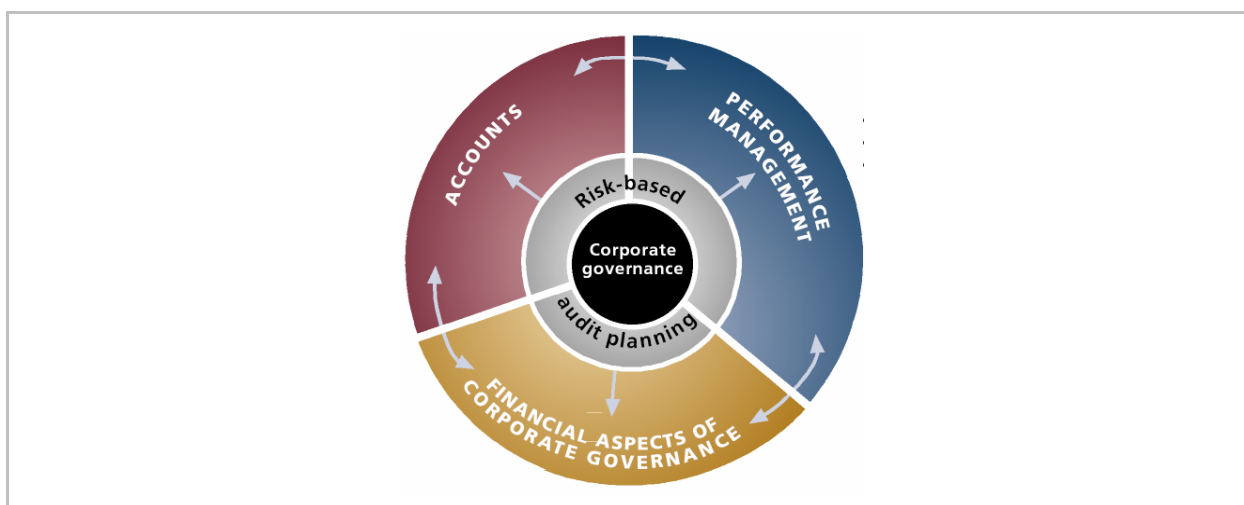 ACCOUNTS
PERFORMANCE
MANAGEMENT
Risk-based
Corporate
governance
audit planning
FINANCIAL ASPECTS OF
CORPORATE GOVERNANCE